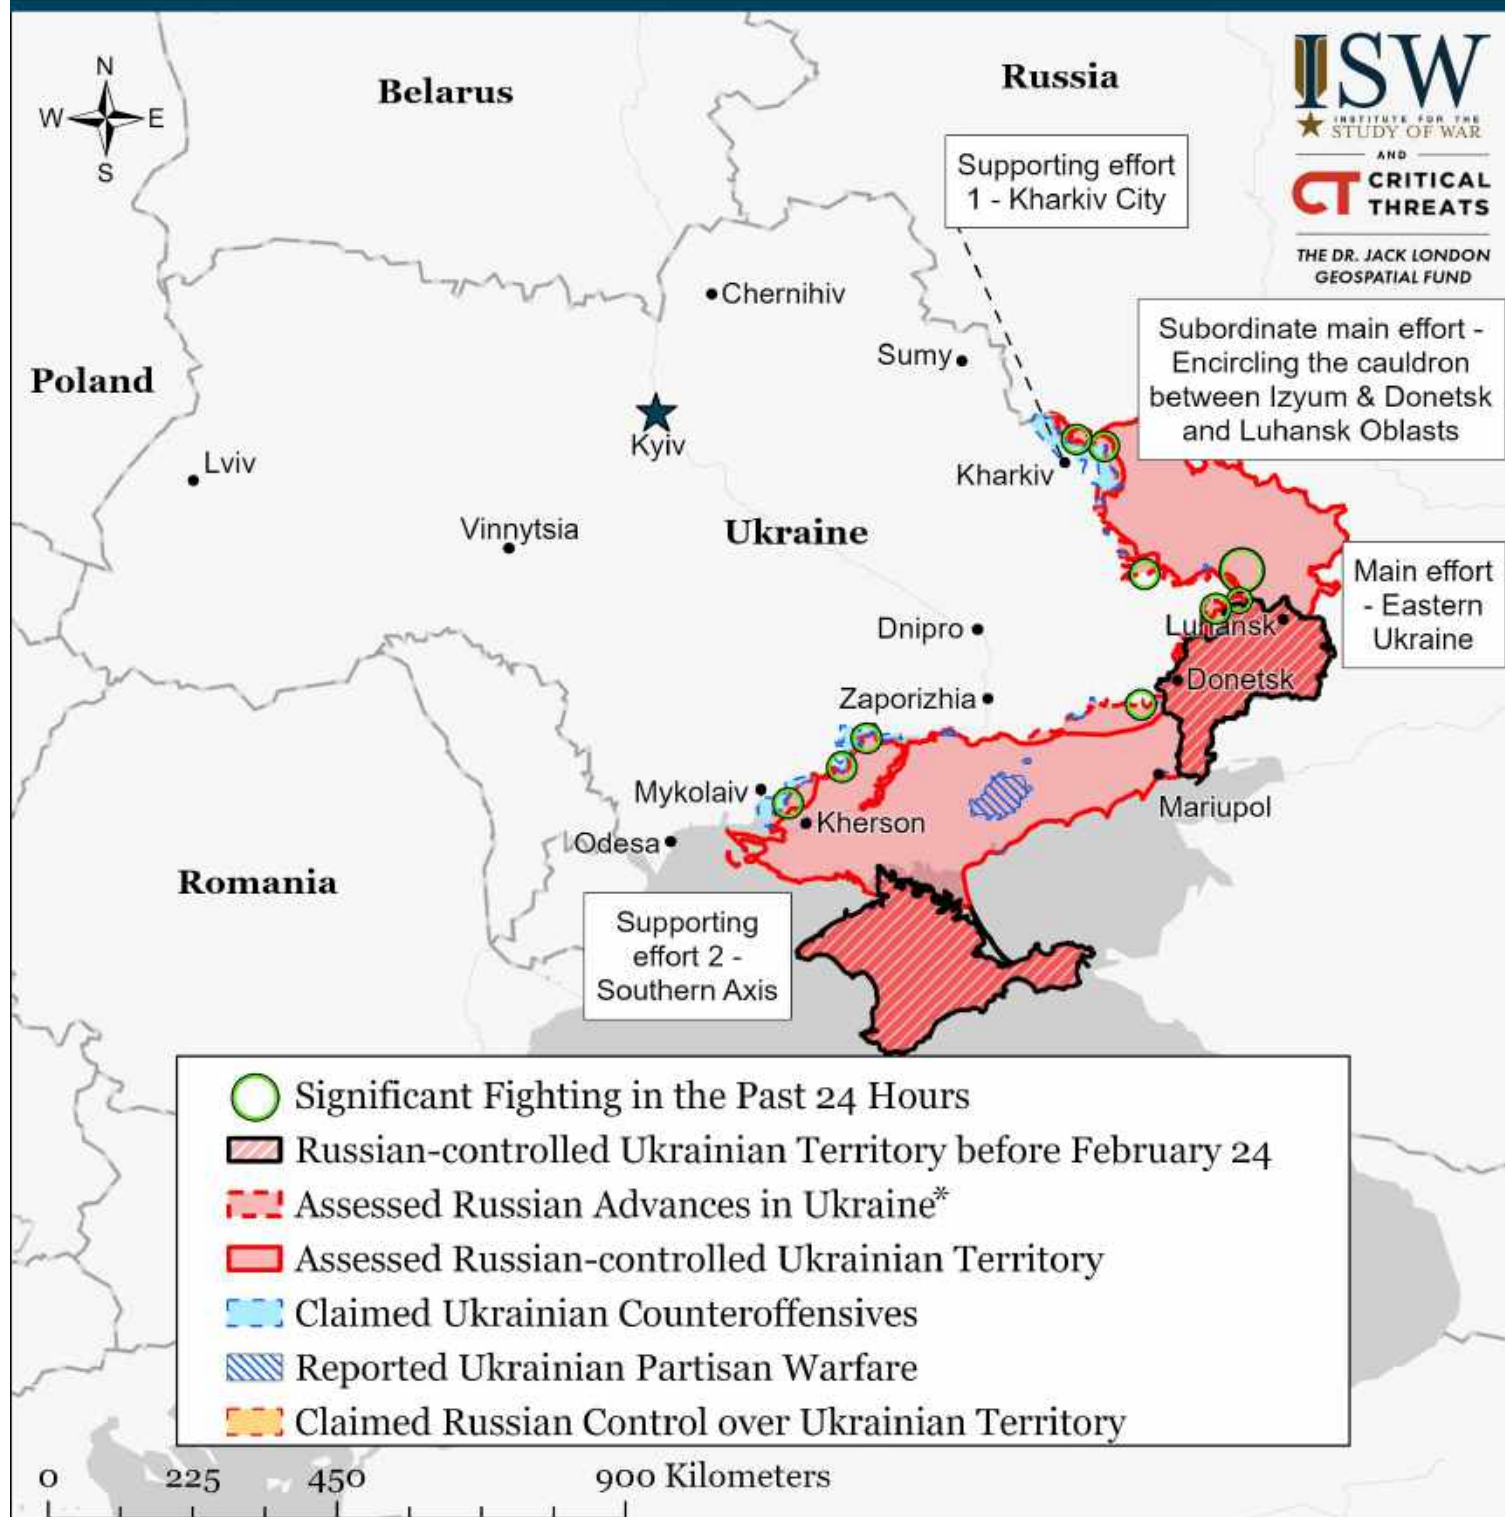 N
W
E
S
Belarus
Russia
ISW
INSTITUTE FOR THE
STUDY OF WAR
AND
CT CRITICAL
THREATS
THE DR. JACK LONDON
GEOSPATIAL FUND
Supporting effort
1 - Kharkiv City
Chernihiv
Subordinate main effort -
Encircling the cauldron
between Izyum & Donetsk
and Luhansk Oblasts
Sumy
Poland
Kyiv
Lviv
Kharkiv
Vinnytsia
Ukraine
Main effort
- Eastern
Ukraine
Dnipro
Luhansk
Donetsk
Zaporizhia
Mykolaiv
Mariupol
Kherson
Odesa
Romania
Supporting
effort 2 -
Southern Axis
Significant Fighting in the Past 24 Hours
Russian-controlled Ukrainian Territory before February 24
Assessed Russian Advances in Ukraine*
Assessed Russian-controlled Ukrainian Territory
Claimed Ukrainian Counteroffensives
Reported Ukrainian Partisan Warfare
Claimed Russian Control over Ukrainian Territory
0 225 450 900 Kilometers